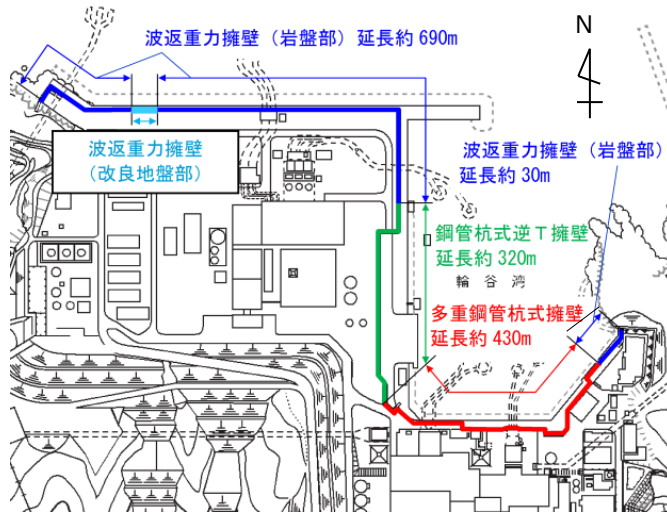 波返重力擁壁（岩盤部）延長約 690m
N
波返重力擁壁
（改良地盤部）
波返重力擁壁（岩盤部）
延長約 30m
鋼管杭式逆Ｔ擁壁
延長約 320m
輪谷湾
多重鋼管杭式擁壁
延長約 430m